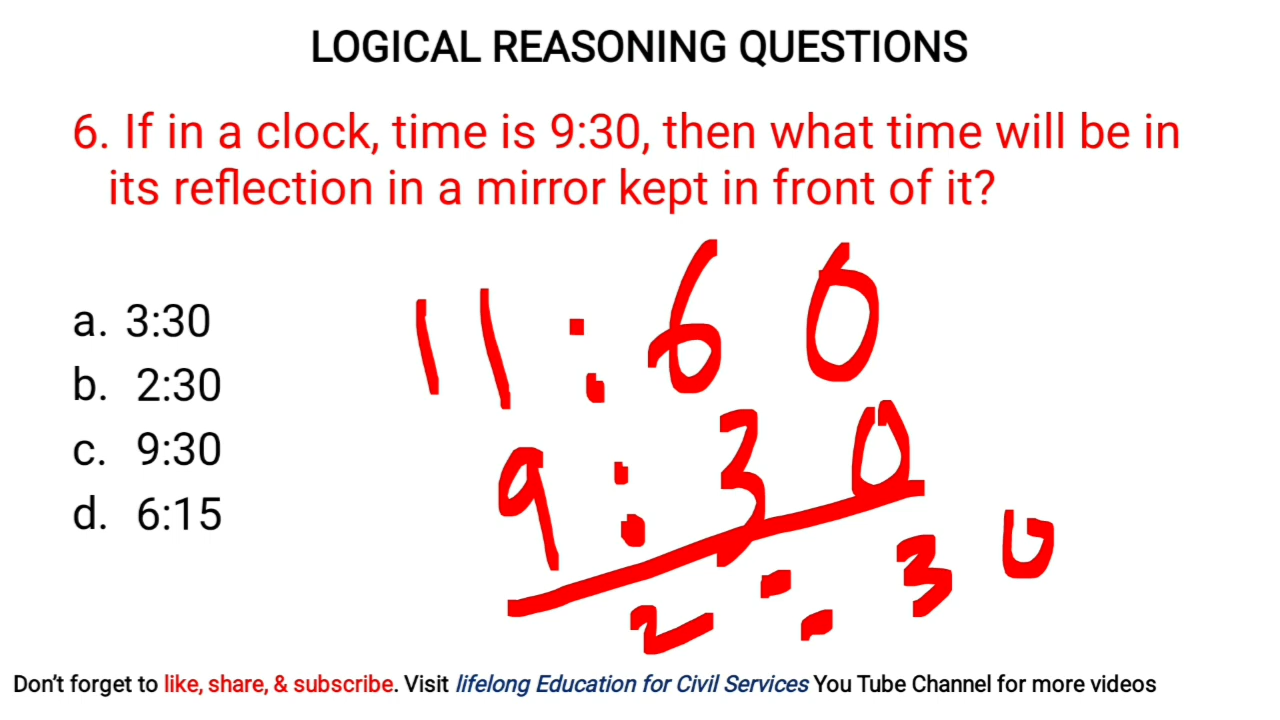 LOGICAL REASONING QUESTIONS
6. If in a clock, time is 9:30, then what time will be in
its reflection in a mirror kept in front of it?
a. 3:30
b. 2:30
c. 9:30
d. 6:15
11:60
9:30
2:30
Don't forget to like, share, & subscribe. Visit lifelong Education for Civil Services You Tube Channel for more videos